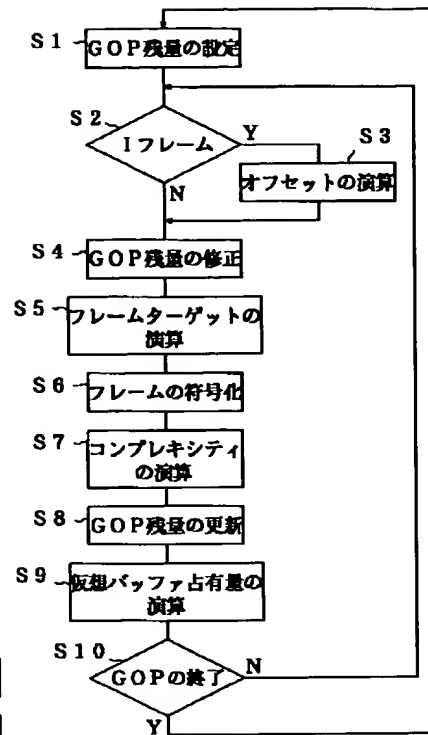 S1
GOP残量の設定
S2
Iフレーム
Y
N
S3
オフセットの演算
S4
GOP残量の修正
S5
フレームターゲットの
演算
S6
フレームの符号化
S7
コンプレキシティ
の演算
S8
GOP残量の更新
S9
仮想バッファ占有量の
演算
S10
GOPの終了
N
Y